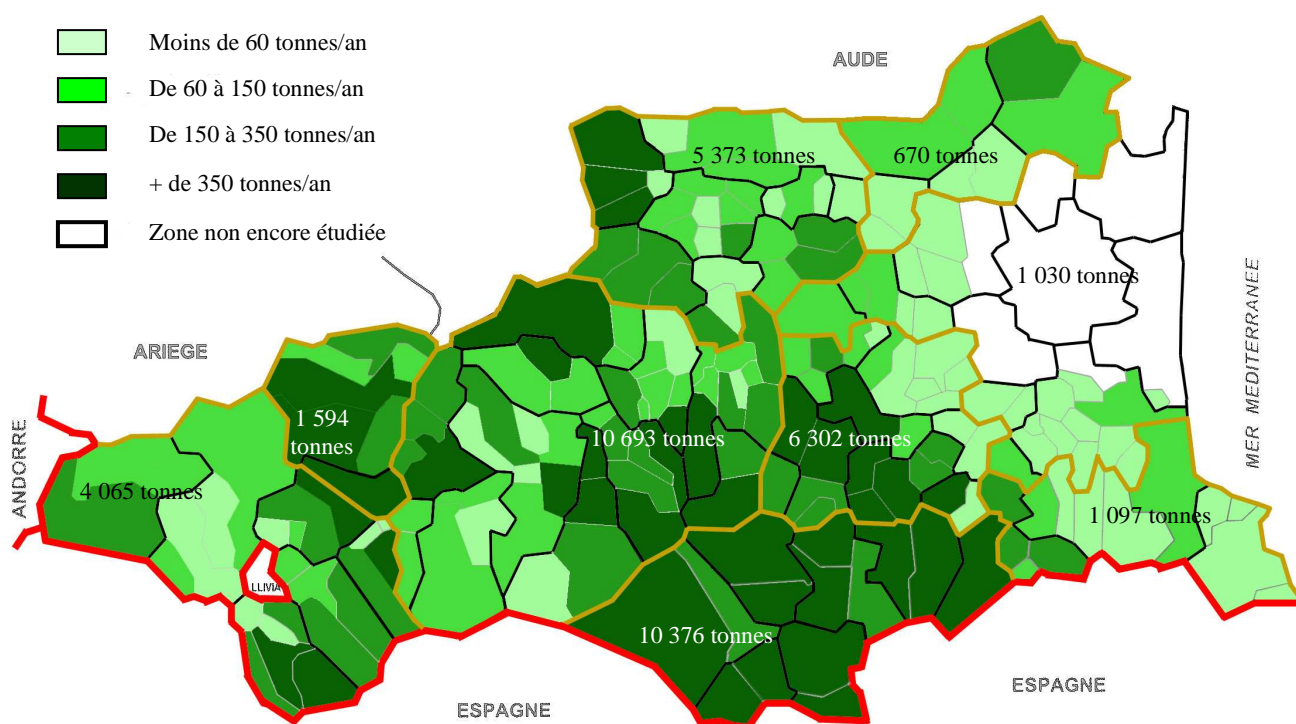 Moins de 60 tonnes/an
De 60 à 150 tonnes/an
De 150 à 350 tonnes/an
+ de 350 tonnes/an
Zone non encore étudiée
AUDE
5 373 tonnes
670 tonnes
1 030 tonnes
MER MEDITERRANEE
ARIEGE
1 594
tonnes
10 693 tonnes
6 302 tonnes
ANDORRE
4 065 tonnes
1 097 tonnes
LLIVIA
10 376 tonnes
ESPAGNE
ESPAGNE